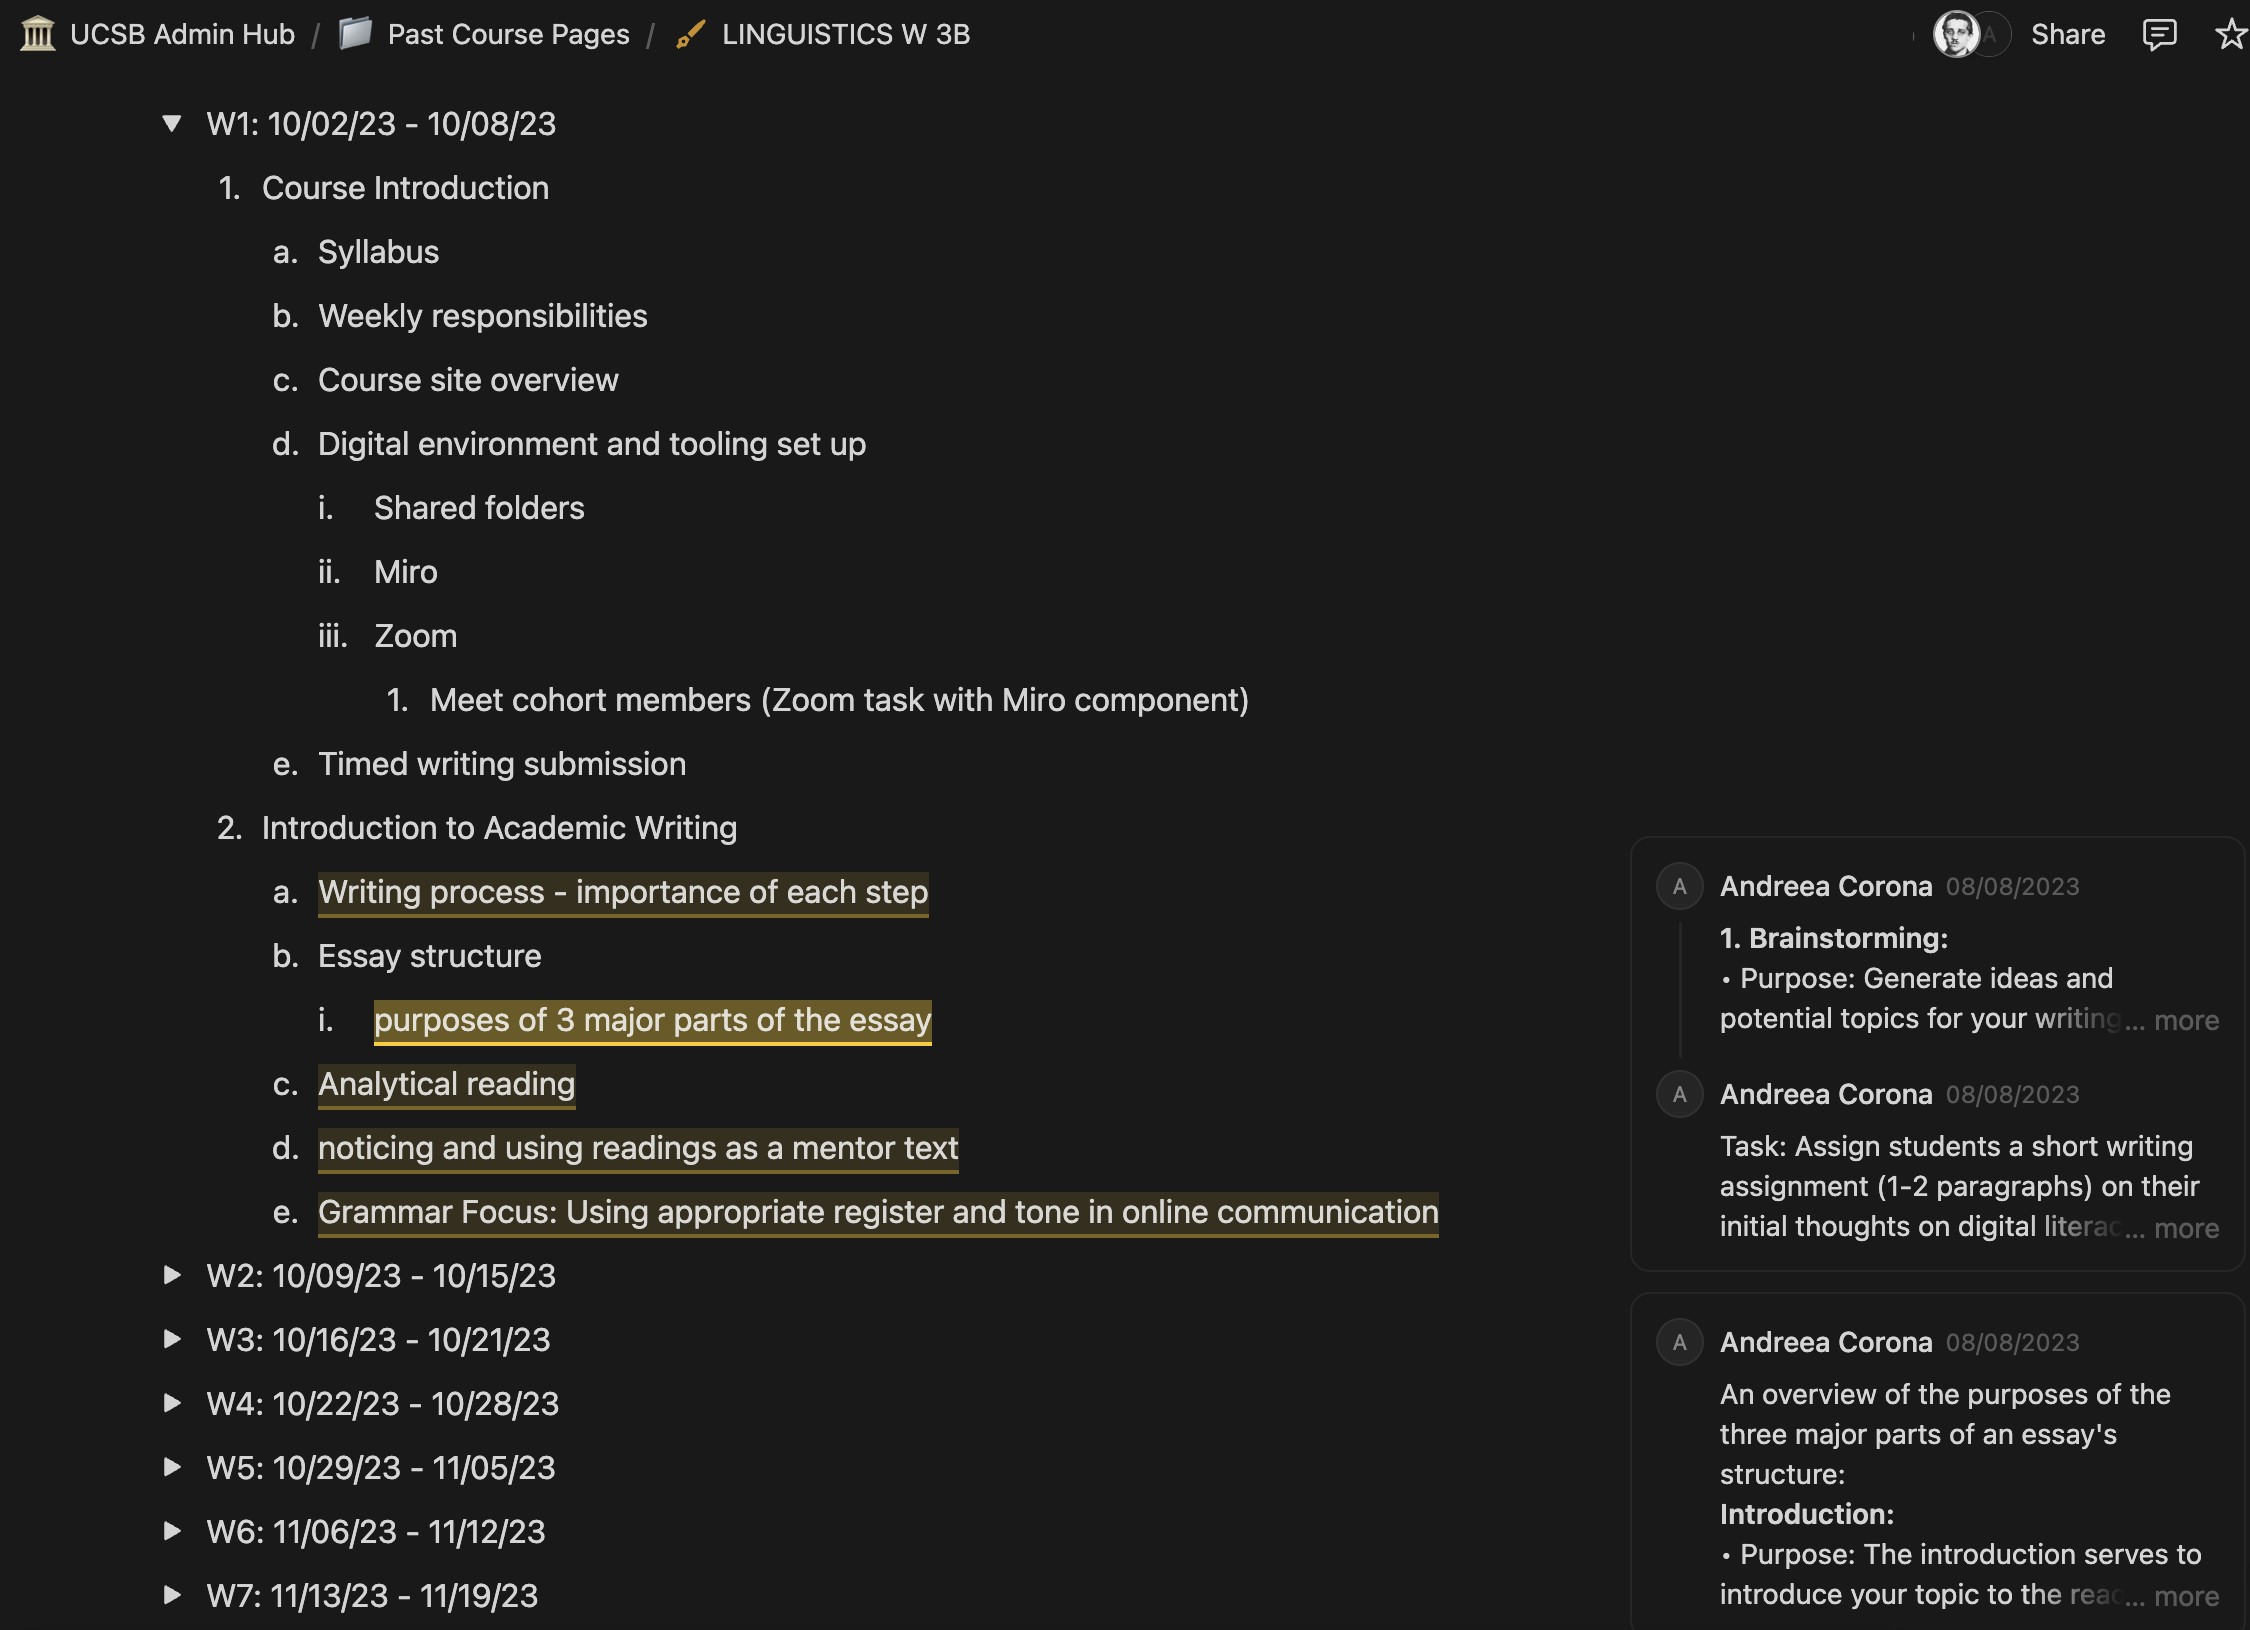 UCSB Admin Hub / Past Course Pages / LINGUISTICS W 3B
A Share
W1: 10/02/23 - 10/08/23
1. Course Introduction
a. Syllabus
b. Weekly responsibilities
c. Course site overview
d. Digital environment and tooling set up
i. Shared folders
ii. Miro
iii. Zoom
1. Meet cohort members (Zoom task with Miro component)
e. Timed writing submission
2. Introduction to Academic Writing
a. Writing process - importance of each step
b. Essay structure
i. purposes of 3 major parts of the essay
c. Analytical reading
d. noticing and using readings as a mentor text
e. Grammar Focus: Using appropriate register and tone in online communication
W2: 10/09/23 - 10/15/23
W3: 10/16/23 - 10/21/23
W4: 10/22/23 - 10/28/23
W5: 10/29/23 - 11/05/23
W6: 11/06/23 - 11/12/23
W7: 11/13/23 - 11/19/23
A Andreea Corona 08/08/2023
1. Brainstorming:
• Purpose: Generate ideas and
potential topics for your writing... more
A Andreea Corona 08/08/2023
Task: Assign students a short writing
assignment (1-2 paragraphs) on their
initial thoughts on digital literac... more
A Andreea Corona 08/08/2023
An overview of the purposes of the
three major parts of an essay's
structure:
Introduction:
• Purpose: The introduction serves to
introduce your topic to the reac... more